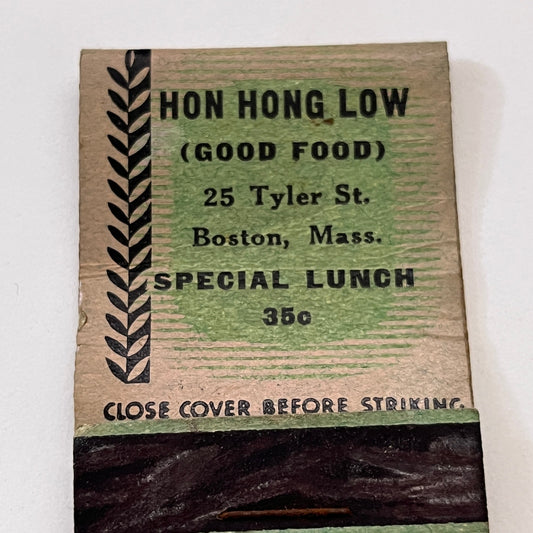 HON HONG LOW
(GOOD FOOD)
25 Tyler St.
Boston, Mass.
SPECIAL LUNCH
35c
CLOSE COVER BEFORE STRIKING